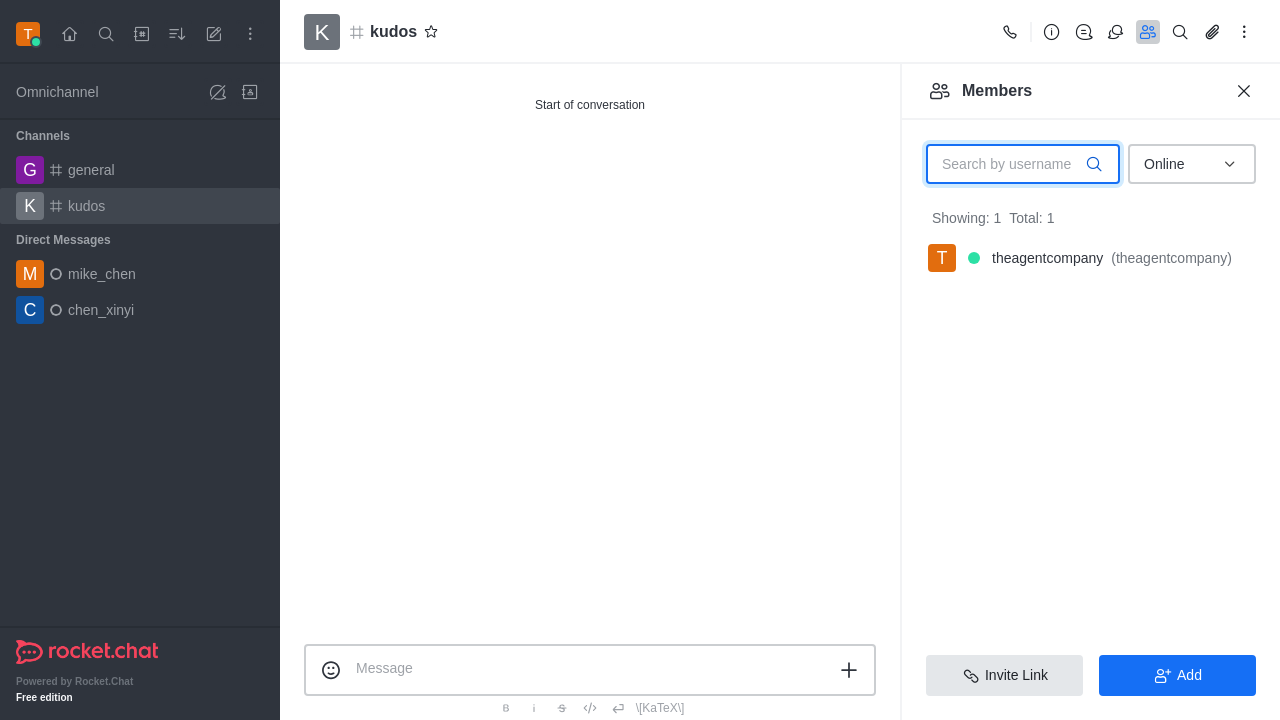 T
Omnichannel
Channels
G general
K kudos
Direct Messages
M mike_chen
C chen_xinyi
rocket.chat
Powered by Rocket.Chat
Free edition
K kudos
Start of conversation
Message
B i S \[KaTeX\]
Members
Search by username
Online
Showing: 1 Total: 1
T theagentcompany (theagentcompany)
Invite Link
Add